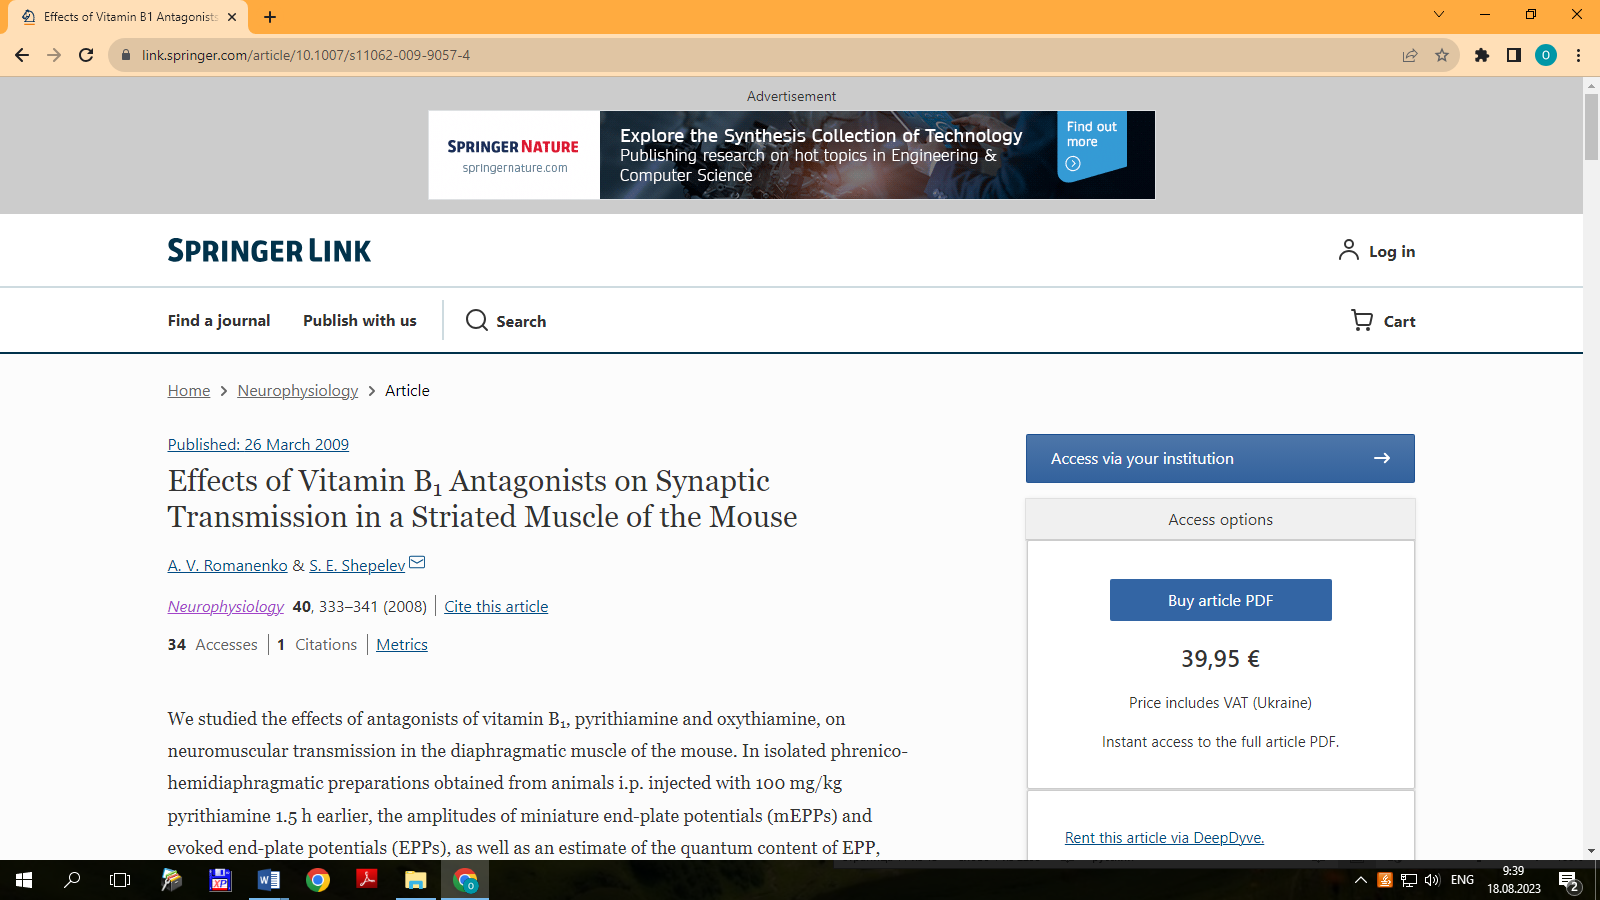 Effects of Vitamin B1 Antagonists
link.springer.com/article/10.1007/s11062-009-9057-4
O
Advertisement
SPRINGER NATURE
springernature.com
Explore the Synthesis Collection of Technology
Publishing research on hot topics in Engineering &
Computer Science
Find out
more
SPRINGER LINK
Log in
Find a journal
Publish with us
Search
Cart
Home > Neurophysiology > Article
Published: 26 March 2009
Effects of Vitamin B₁ Antagonists on Synaptic
Transmission in a Striated Muscle of the Mouse
A. V. Romanenko & S. E. Shepelev
Neurophysiology 40, 333–341 (2008) | Cite this article
34 Accesses | 1 Citations | Metrics
We studied the effects of antagonists of vitamin B₁, pyrithiamine and oxythiamine, on
neuromuscular transmission in the diaphragmatic muscle of the mouse. In isolated phrenico-
hemidiaphragmatic preparations obtained from animals i.p. injected with 100 mg/kg
pyrithiamine 1.5 h earlier, the amplitudes of miniature end-plate potentials (mEPPs) and
evoked end-plate potentials (EPPs), as well as an estimate of the quantum content of EPP,
Access via your institution
Access options
Buy article PDF
39,95 €
Price includes VAT (Ukraine)
Instant access to the full article PDF.
Rent this article via DeepDyve.
XP
W
O
ENG
9:39
18.08.2023
2